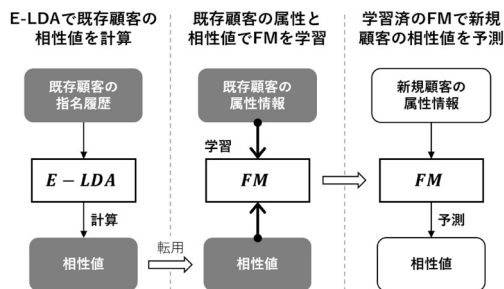 E-LDAで既存顧客の
相性値を計算
既存顧客の
指名履歴
E – LDA
計算
相性値
転用
既存顧客の属性と
相性値でFMを学習
既存顧客の
属性情報
学習
FM
相性値
学習済のFMで新規
顧客の相性値を予測
新規顧客の
属性情報
FM
予測
相性値